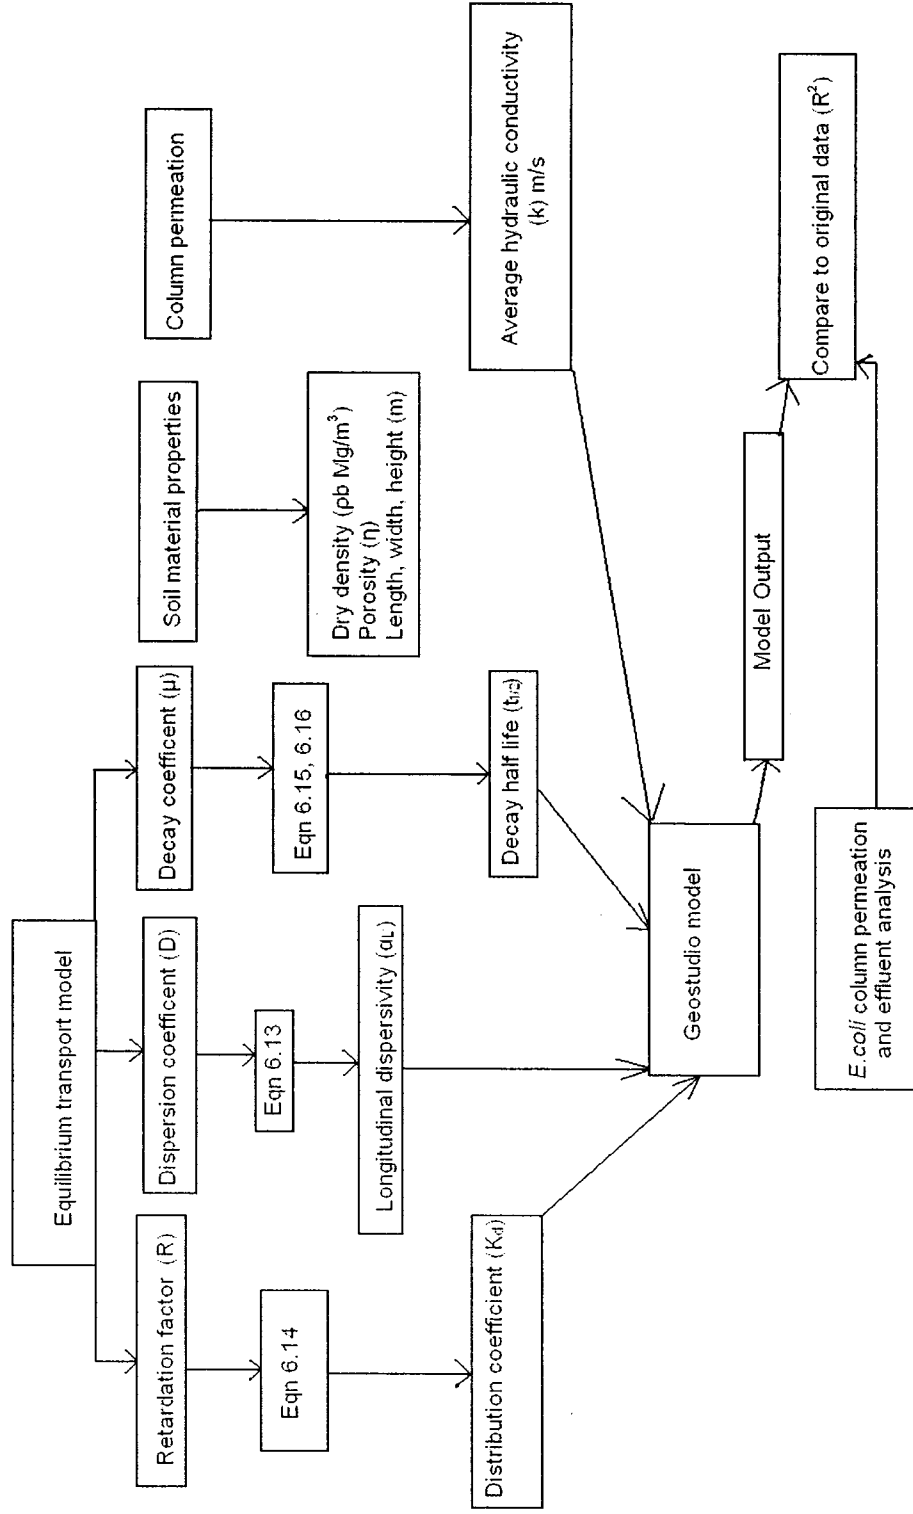 Equilibrium transport model
Retardation factor (R)
Dispersion coefficent (D)
Decay coefficent (µ)
Soil material properties
Column permeation
Eqn 6.14
Eqn 6.13
Eqn 6.15, 6.16
Dry density (ρb Mg/m³)
Porosity (η)
Length, width, height (m)
Distribution coefficient (Kd)
Longitudinal dispersivity (αL)
Decay half life (t1/2)
Average hydraulic conductivity
(k) m/s
Geostudio model
Model Output
Compare to original data (R²)
E.coli column permeation
and effluent analysis